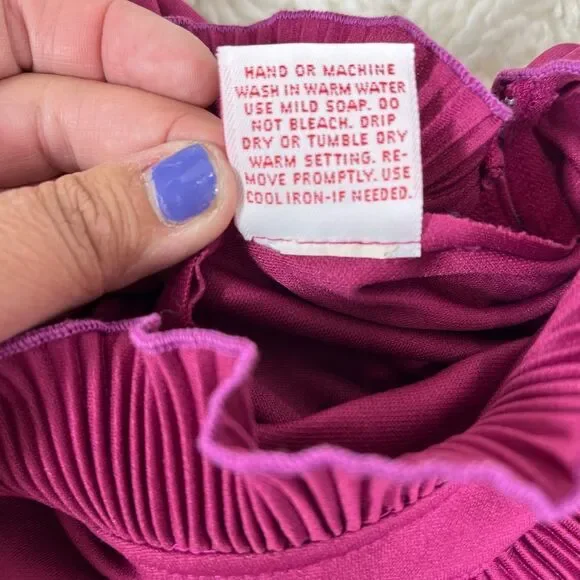 HAND OR MACHINE
WASH IN WARM WATER
USE MILD SOAP. DO
NOT BLEACH. DRIP
DRY OR TUMBLE DRY
WARM SETTING. RE-
MOVE PROMPTLY. USE
COOL IRON-IF NEEDED.